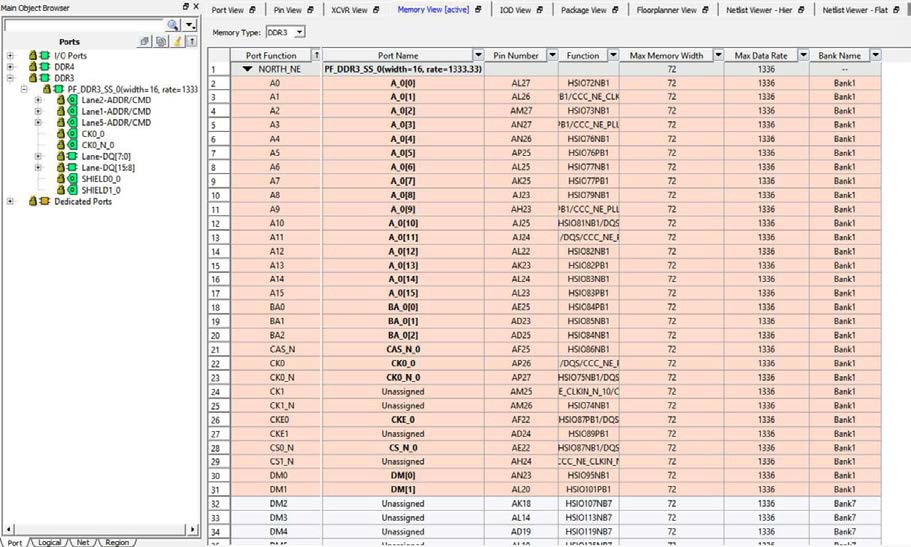 Main Object Browser
Ports
I/O Ports
DDR4
DDR3
PF_DDR3_SS_0(width=16, rate=1333
Lane2-ADDR/CMD
Lane1-ADDR/CMD
Lane5-ADDR/CMD
CK0_0
CK0_N_0
Lane-DQ[7:0]
Lane-DQ[15:8]
SHIELD0_0
SHIELD1_0
Dedicated Ports
Port Logical Net Region
Port View Pin View XCVR View Memory View [active] IOD View Package View Floorplanner View Netlist Viewer - Hier Netlist Viewer - Flat
Memory Type: DDR3
Port Function Port Name Pin Number Function Max Memory Width Max Data Rate Bank Name
1 NORTH_NE PF_DDR3_SS_0(width=16, rate=1333.33) 72 1336 --
2 A0 A_0[0] AL27 HSIO72NB1 72 1336 Bank1
3 A1 A_0[1] AL26 B1/CCC_NE_CLK 72 1336 Bank1
4 A2 A_0[2] AM27 HSIO73NB1 72 1336 Bank1
5 A3 A_0[3] AN27 PB1/CCC_NE_PLL 72 1336 Bank1
6 A4 A_0[4] AN26 HSIO76NB1 72 1336 Bank1
7 A5 A_0[5] AP25 HSIO76PB1 72 1336 Bank1
8 A6 A_0[6] AL25 HSIO77NB1 72 1336 Bank1
9 A7 A_0[7] AK25 HSIO77PB1 72 1336 Bank1
10 A8 A_0[8] AJ23 HSIO79NB1 72 1336 Bank1
11 A9 A_0[9] AH23 PB1/CCC_NE_PLL 72 1336 Bank1
12 A10 A_0[10] AJ25 HSIO81NB1/DQS 72 1336 Bank1
13 A11 A_0[11] AJ24 /DQS/CCC_NE_P 72 1336 Bank1
14 A12 A_0[12] AL22 HSIO82NB1 72 1336 Bank1
15 A13 A_0[13] AK23 HSIO82PB1 72 1336 Bank1
16 A14 A_0[14] AL24 HSIO83NB1 72 1336 Bank1
17 A15 A_0[15] AL23 HSIO83PB1 72 1336 Bank1
18 BA0 BA_0[0] AE25 HSIO84PB1 72 1336 Bank1
19 BA1 BA_0[1] AD23 HSIO85NB1 72 1336 Bank1
20 BA2 BA_0[2] AD25 HSIO84NB1 72 1336 Bank1
21 CAS_N CAS_N_0 AF25 HSIO86NB1 72 1336 Bank1
22 CK0 CK0_0 AP26 /DQS/CCC_NE_P 72 1336 Bank1
23 CK0_N CK0_N_0 AP27 HSIO75NB1/DQS 72 1336 Bank1
24 CK1 Unassigned AM25 E_CLKIN_N_10/C 72 1336 Bank1
25 CK1_N Unassigned AM26 HSIO74NB1 72 1336 Bank1
26 CKE0 CKE_0 AF22 HSIO87PB1/DQS 72 1336 Bank1
27 CKE1 Unassigned AD24 HSIO89PB1 72 1336 Bank1
28 CS0_N CS_N_0 AE22 HSIO87NB1/DQS 72 1336 Bank1
29 CS1_N Unassigned AH24 CCC_NE_CLKIN_N 72 1336 Bank1
30 DM0 DM[0] AN23 HSIO95NB1 72 1336 Bank1
31 DM1 DM[1] AL20 HSIO101PB1 72 1336 Bank1
32 DM2 Unassigned AK18 HSIO107NB7 72 1336 Bank7
33 DM3 Unassigned AL14 HSIO113NB7 72 1336 Bank7
34 DM4 Unassigned AD19 HSIO119NB7 72 1336 Bank7